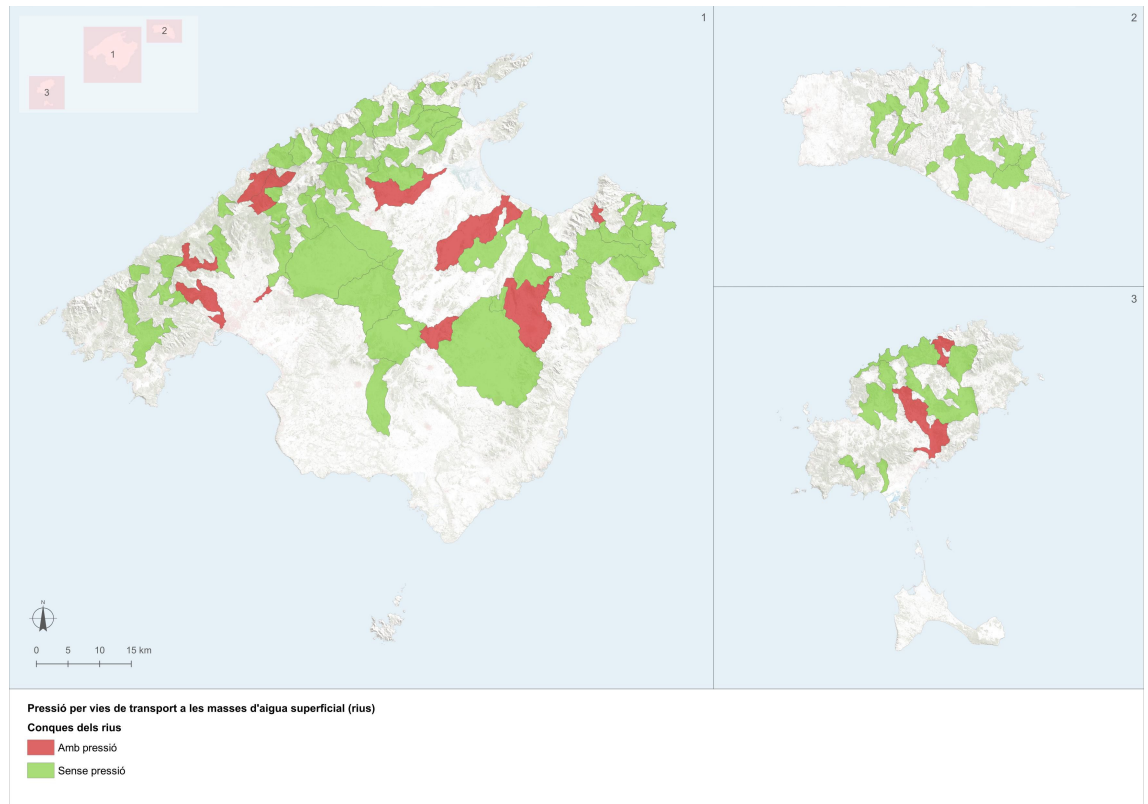 1
2
3
1
2
3
N
0 5 10 15 km
Pressió per vies de transport a les masses d'aigua superficial (rius)
Conques dels rius
Amb pressió
Sense pressió